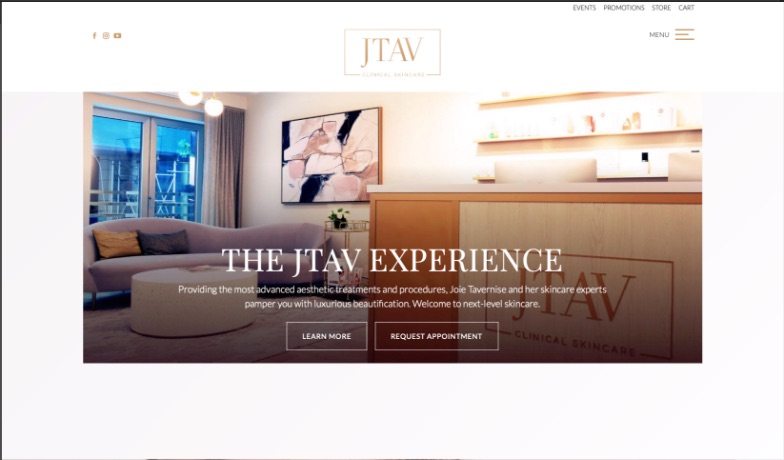 EVENTS PROMOTIONS STORE CART
MENU
JTAV
CLINICAL SKINCARE
THE JTAV EXPERIENCE
Providing the most advanced aesthetic treatments and procedures, Joie Tavernise and her skincare experts
pamper you with luxurious beautification. Welcome to next-level skincare.
LEARN MORE
REQUEST APPOINTMENT
JTAV
CLINICAL SKINCARE